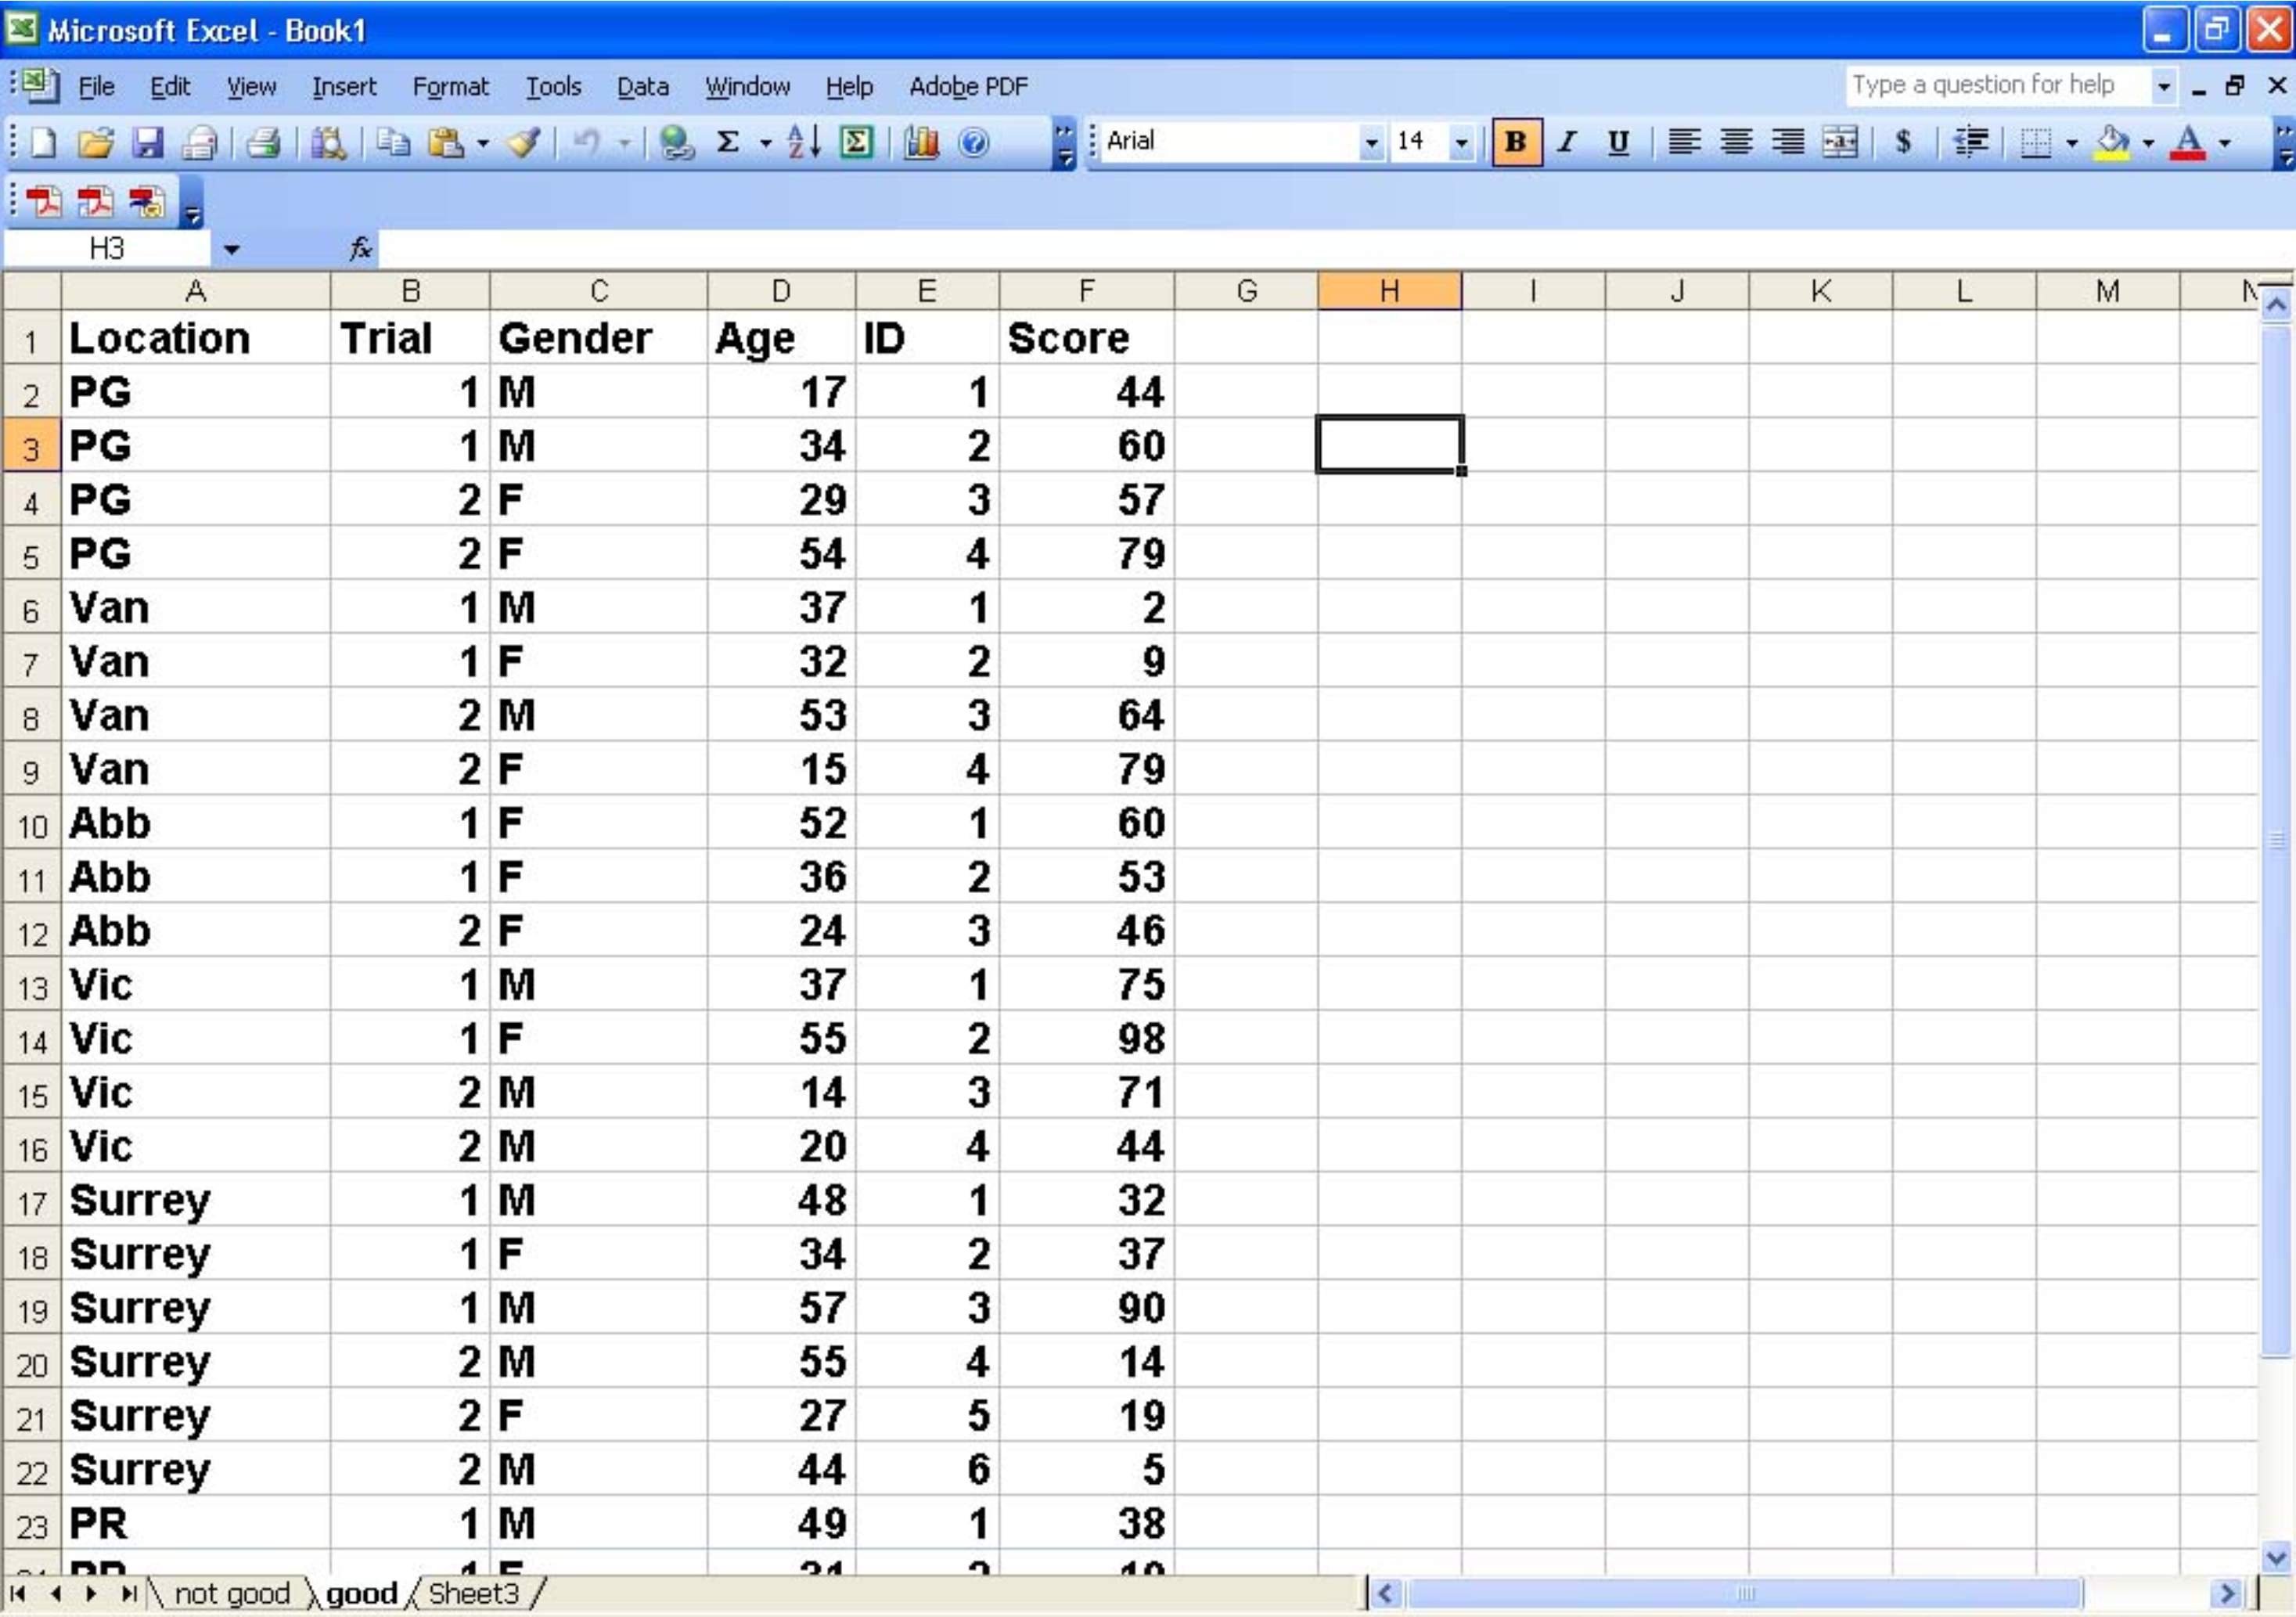 Microsoft Excel - Book1
File Edit View Insert Format Tools Data Window Help Adobe PDF Type a question for help
Arial 14 B I U $ A
H3 fx
A B C D E F G H I J K L M
1 Location Trial Gender Age ID Score
2 PG 1 M 17 1 44
3 PG 1 M 34 2 60
4 PG 2 F 29 3 57
5 PG 2 F 54 4 79
6 Van 1 M 37 1 2
7 Van 1 F 32 2 9
8 Van 2 M 53 3 64
9 Van 2 F 15 4 79
10 Abb 1 F 52 1 60
11 Abb 1 F 36 2 53
12 Abb 2 F 24 3 46
13 Vic 1 M 37 1 75
14 Vic 1 F 55 2 98
15 Vic 2 M 14 3 71
16 Vic 2 M 20 4 44
17 Surrey 1 M 48 1 32
18 Surrey 1 F 34 2 37
19 Surrey 1 M 57 3 90
20 Surrey 2 M 55 4 14
21 Surrey 2 F 27 5 19
22 Surrey 2 M 44 6 5
23 PR 1 M 49 1 38
not good good Sheet3